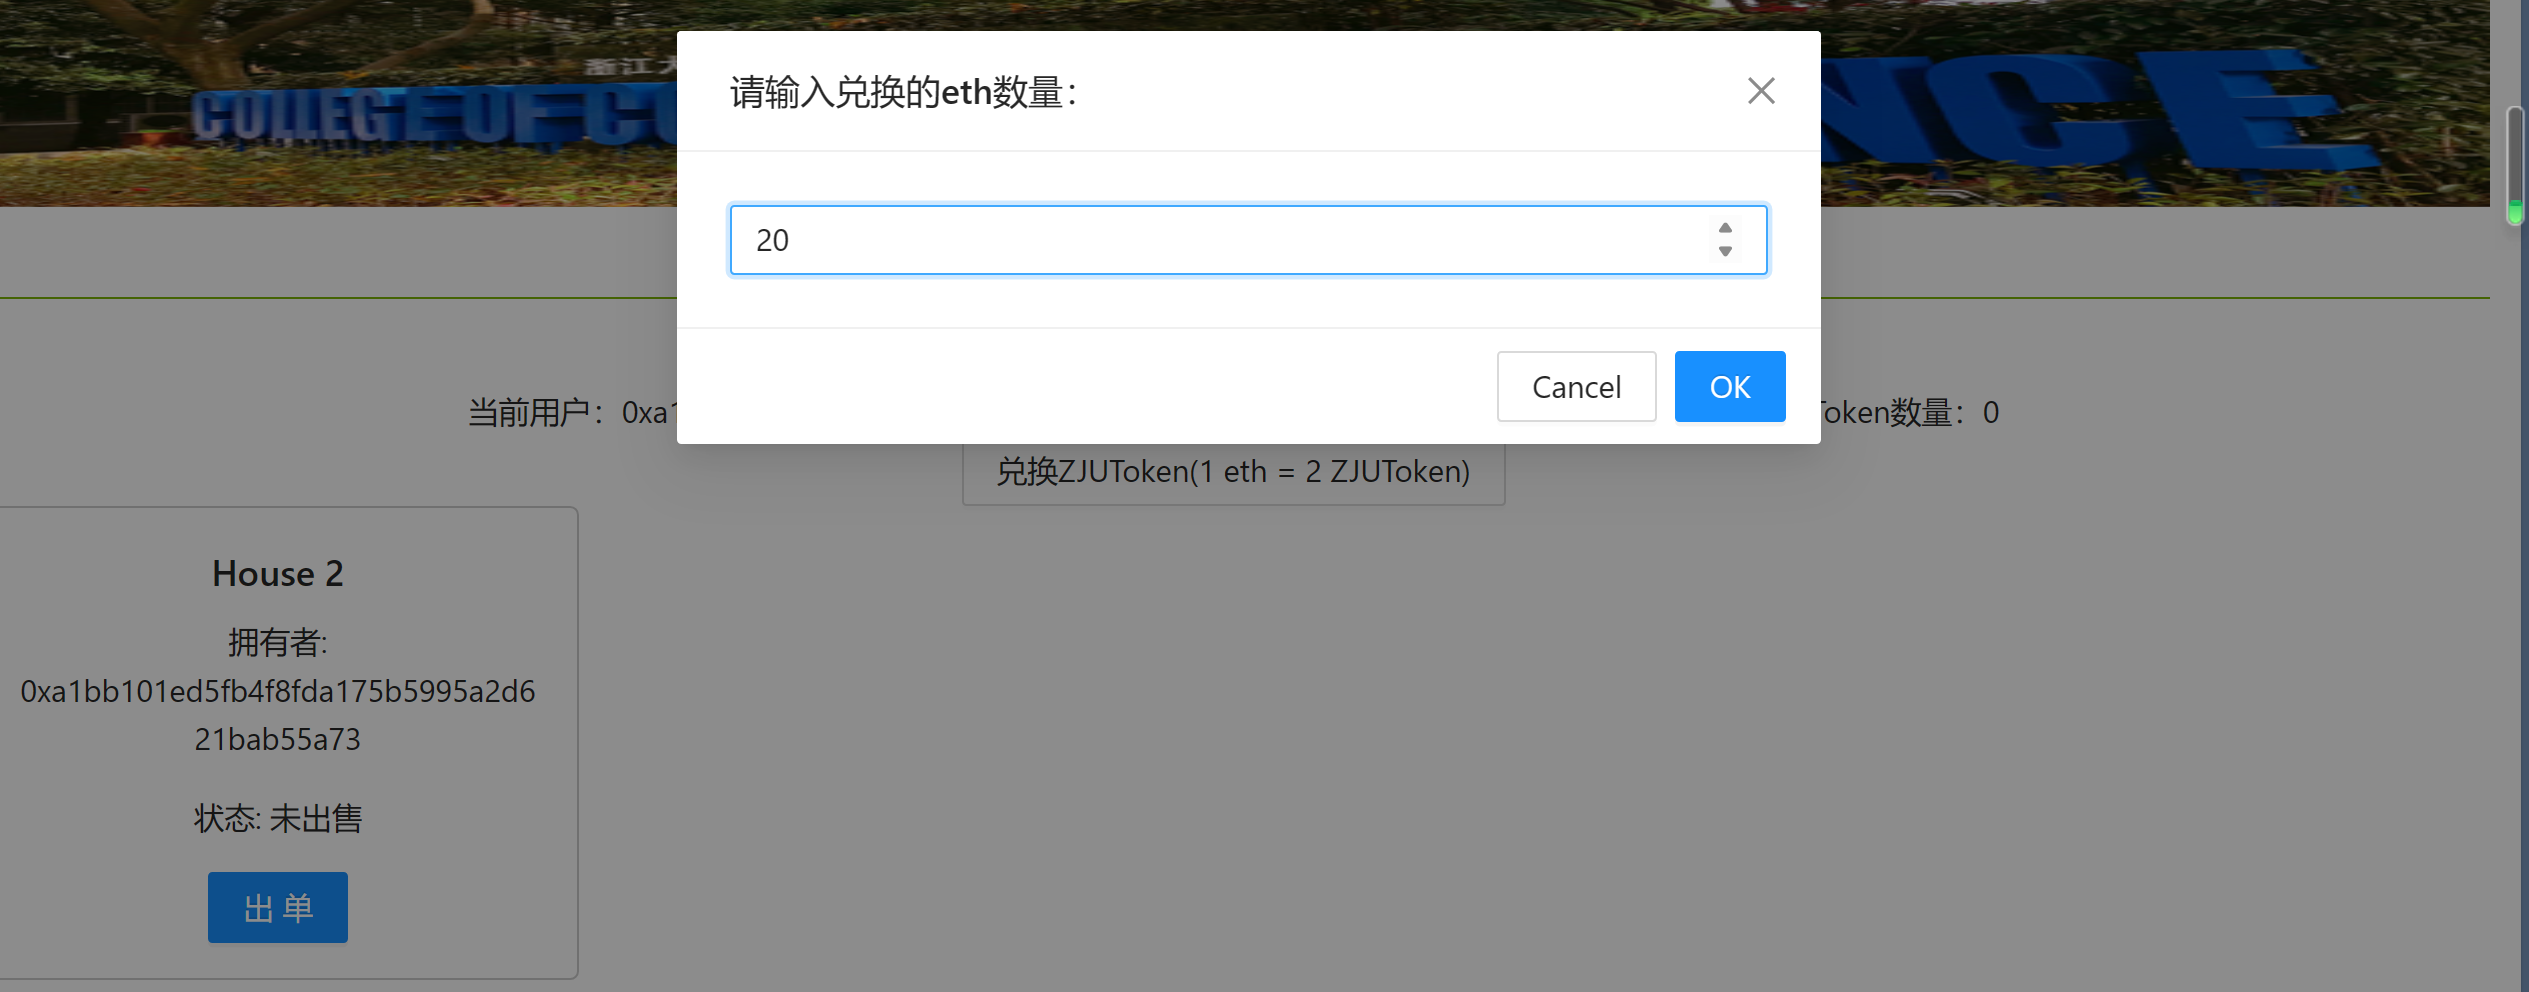 浙江大
COLLEGE OF CO
NCE
请输入兑换的eth数量：
20
Cancel
OK
当前用户：0xa1
Token数量：0
兑换ZJUToken(1 eth = 2 ZJUToken)
House 2
拥有者:
0xa1bb101ed5fb4f8fda175b5995a2d6
21bab55a73
状态: 未出售
出 单